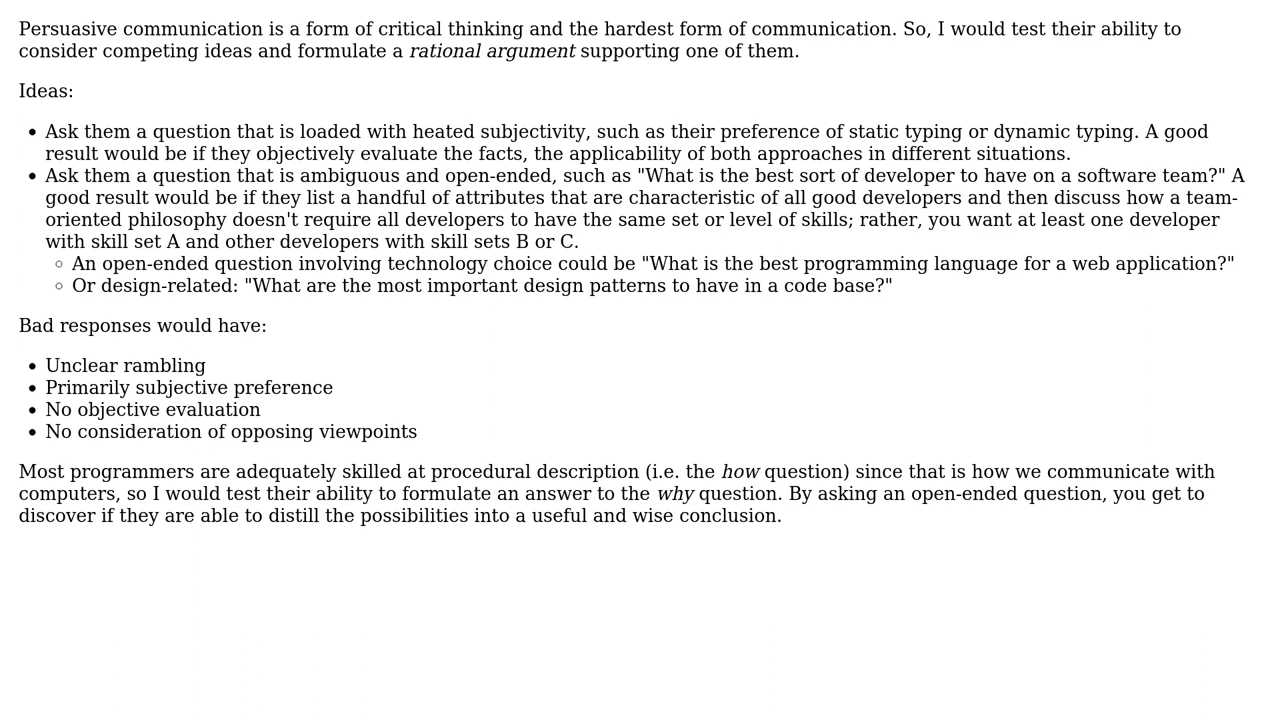 Persuasive communication is a form of critical thinking and the hardest form of communication. So, I would test their ability to
consider competing ideas and formulate a rational argument supporting one of them.
Ideas:
• Ask them a question that is loaded with heated subjectivity, such as their preference of static typing or dynamic typing. A good
result would be if they objectively evaluate the facts, the applicability of both approaches in different situations.
• Ask them a question that is ambiguous and open-ended, such as "What is the best sort of developer to have on a software team?" A
good result would be if they list a handful of attributes that are characteristic of all good developers and then discuss how a team-
oriented philosophy doesn't require all developers to have the same set or level of skills; rather, you want at least one developer
with skill set A and other developers with skill sets B or C.
◦ An open-ended question involving technology choice could be "What is the best programming language for a web application?"
◦ Or design-related: "What are the most important design patterns to have in a code base?"
Bad responses would have:
• Unclear rambling
• Primarily subjective preference
• No objective evaluation
• No consideration of opposing viewpoints
Most programmers are adequately skilled at procedural description (i.e. the how question) since that is how we communicate with
computers, so I would test their ability to formulate an answer to the why question. By asking an open-ended question, you get to
discover if they are able to distill the possibilities into a useful and wise conclusion.